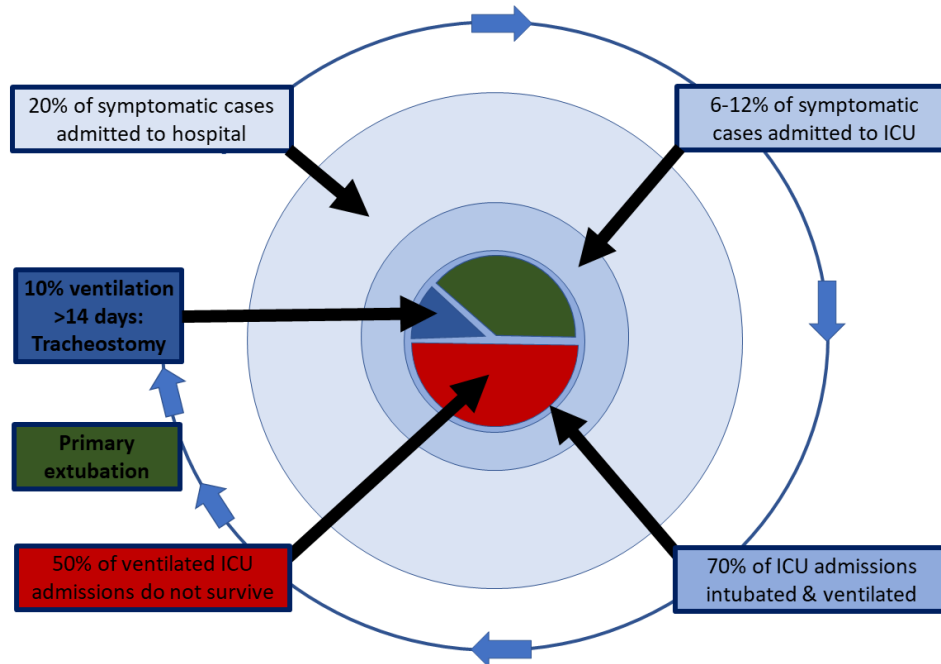 20% of symptomatic cases
admitted to hospital
6-12% of symptomatic
cases admitted to ICU
10% ventilation
>14 days:
Tracheostomy
Primary
extubation
50% of ventilated ICU
admissions do not survive
70% of ICU admissions
intubated & ventilated